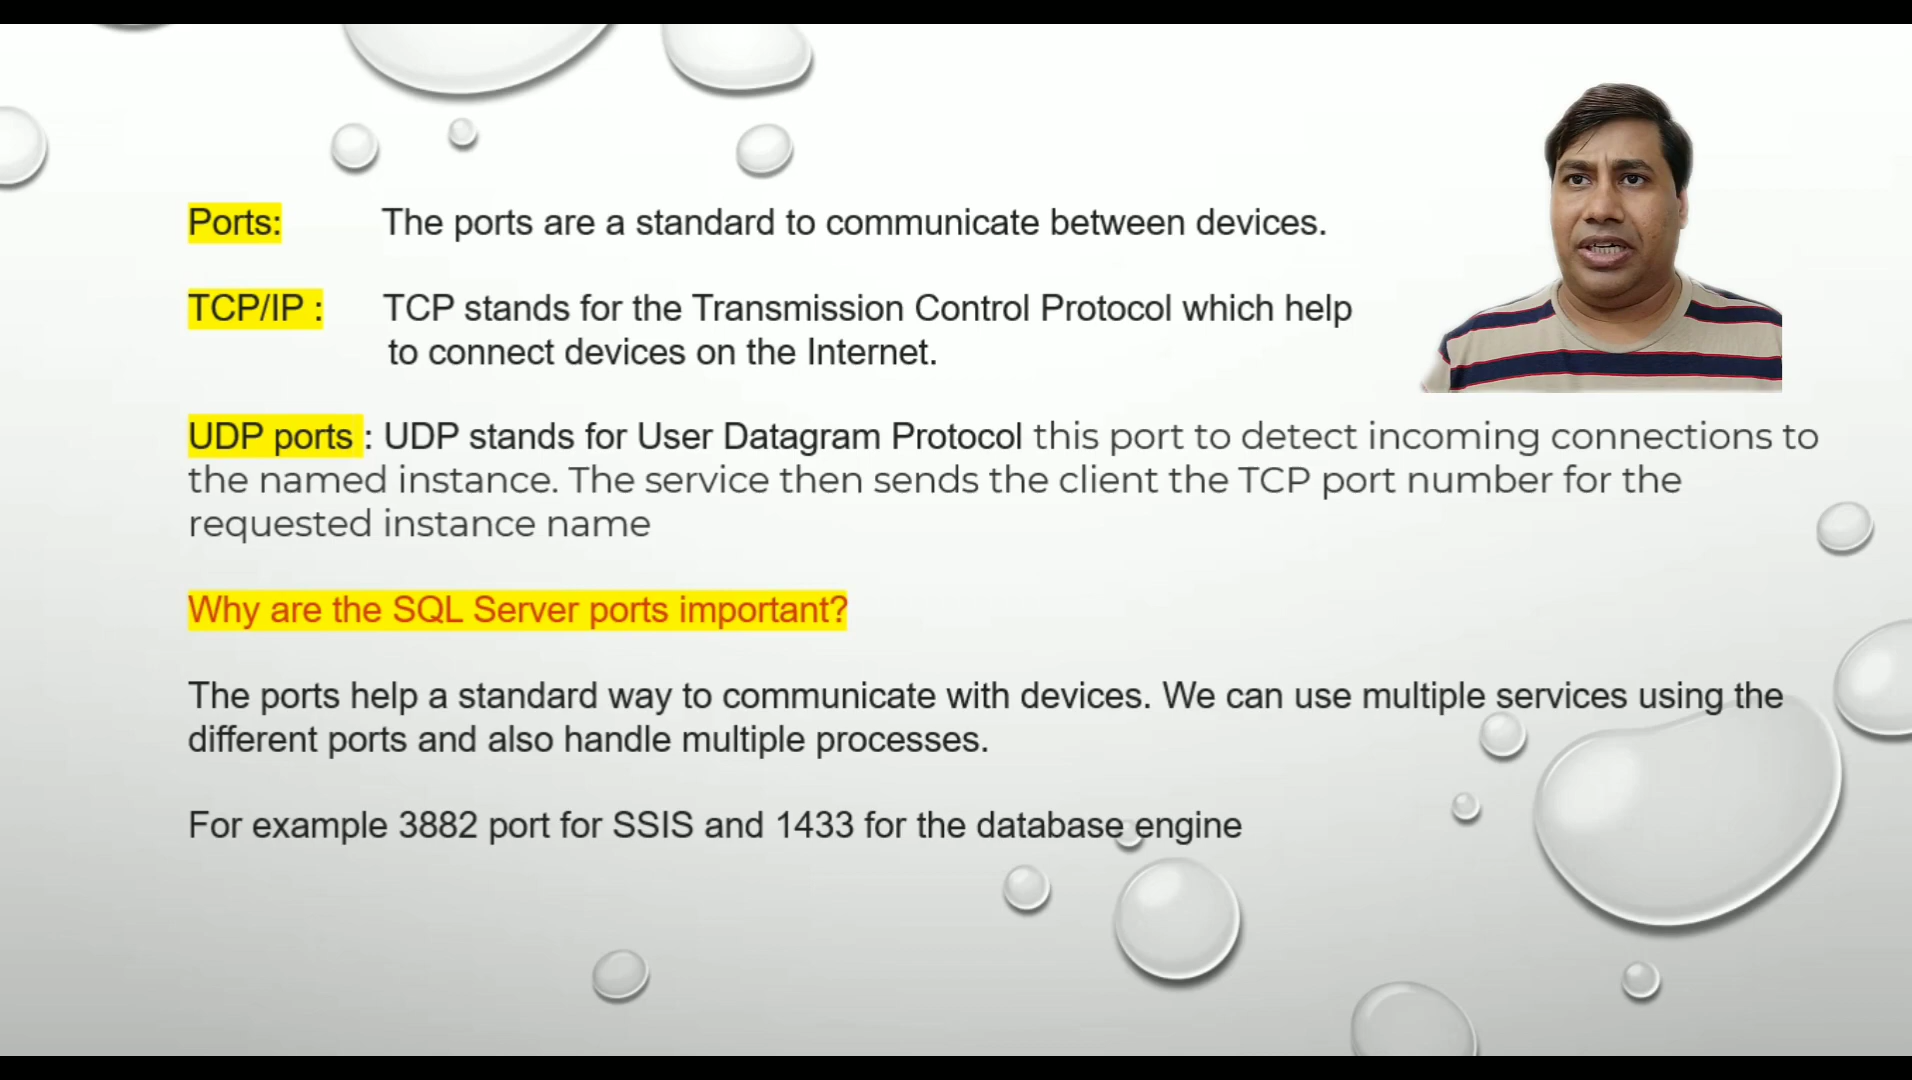 Ports: The ports are a standard to communicate between devices.
TCP/IP : TCP stands for the Transmission Control Protocol which help
to connect devices on the Internet.
UDP ports : UDP stands for User Datagram Protocol this port to detect incoming connections to
the named instance. The service then sends the client the TCP port number for the
requested instance name
Why are the SQL Server ports important?
The ports help a standard way to communicate with devices. We can use multiple services using the
different ports and also handle multiple processes.
For example 3882 port for SSIS and 1433 for the database engine